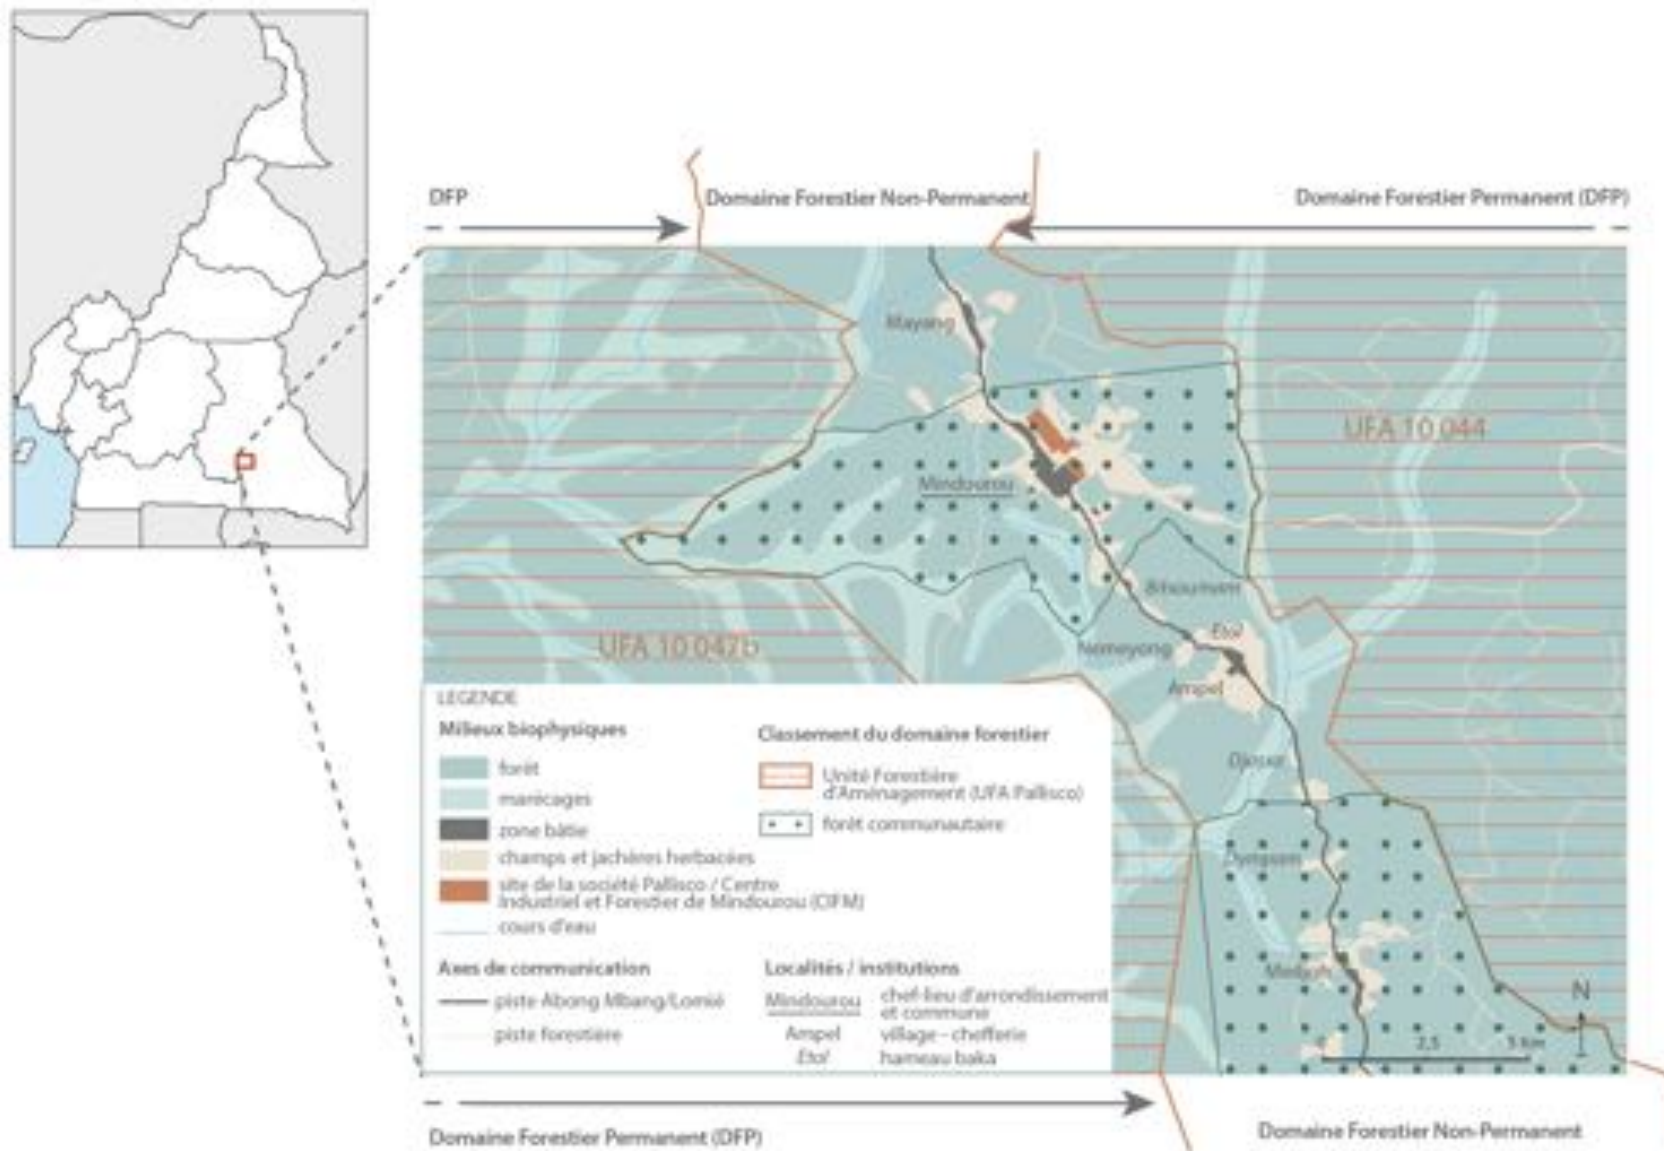 DFP
Domaine Forestier Non-Permanent
Domaine Forestier Permanent (DFP)
Mayang
UFA 10 044
Mindourou
Bitsoumam
Etol
Nemeyong
UFA 10 047b
Ampel
LEGENDE
Milieux biophysiques
forêt
marécages
zone bâtie
champs et jachères herbacées
site de la société Pallisco / Centre
Industriel et Forestier de Mindourou (CIFM)
cours d'eau
Classement du domaine forestier
Unité Forestière
d'Aménagement (UFA Pallisco)
forêt communautaire
Axes de communication
piste Abong Mbang/Lomié
piste forestière
Localités / institutions
Mindourou
chef-lieu d'arrondissement
et commune
Ampel
village - chefferie
Etol
hameau baka
N
0
2,5
5 km
Domaine Forestier Permanent (DFP)
Domaine Forestier Non-Permanent